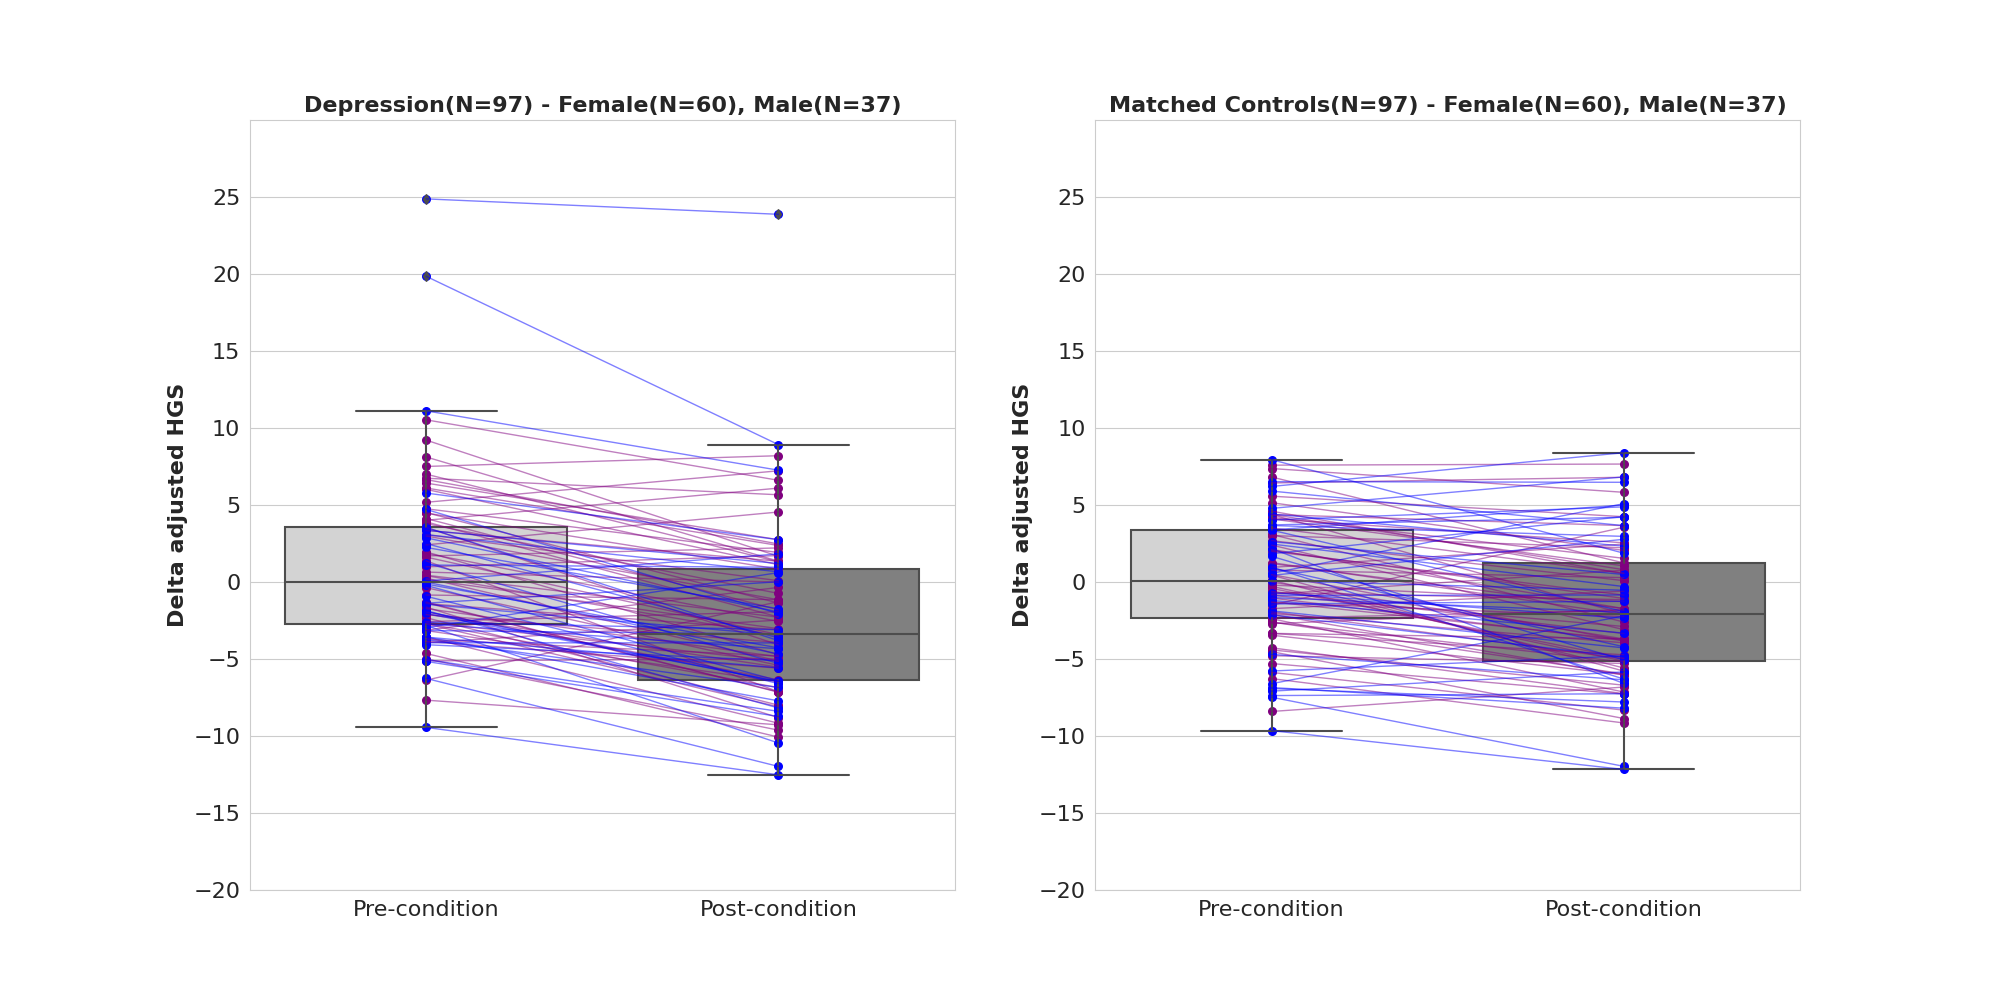 Depression(N=97) - Female(N=60), Male(N=37)
Delta adjusted HGS
25
20
15
10
5
0
−5
−10
−15
−20
Pre-condition
Post-condition
Matched Controls(N=97) - Female(N=60), Male(N=37)
Delta adjusted HGS
25
20
15
10
5
0
−5
−10
−15
−20
Pre-condition
Post-condition